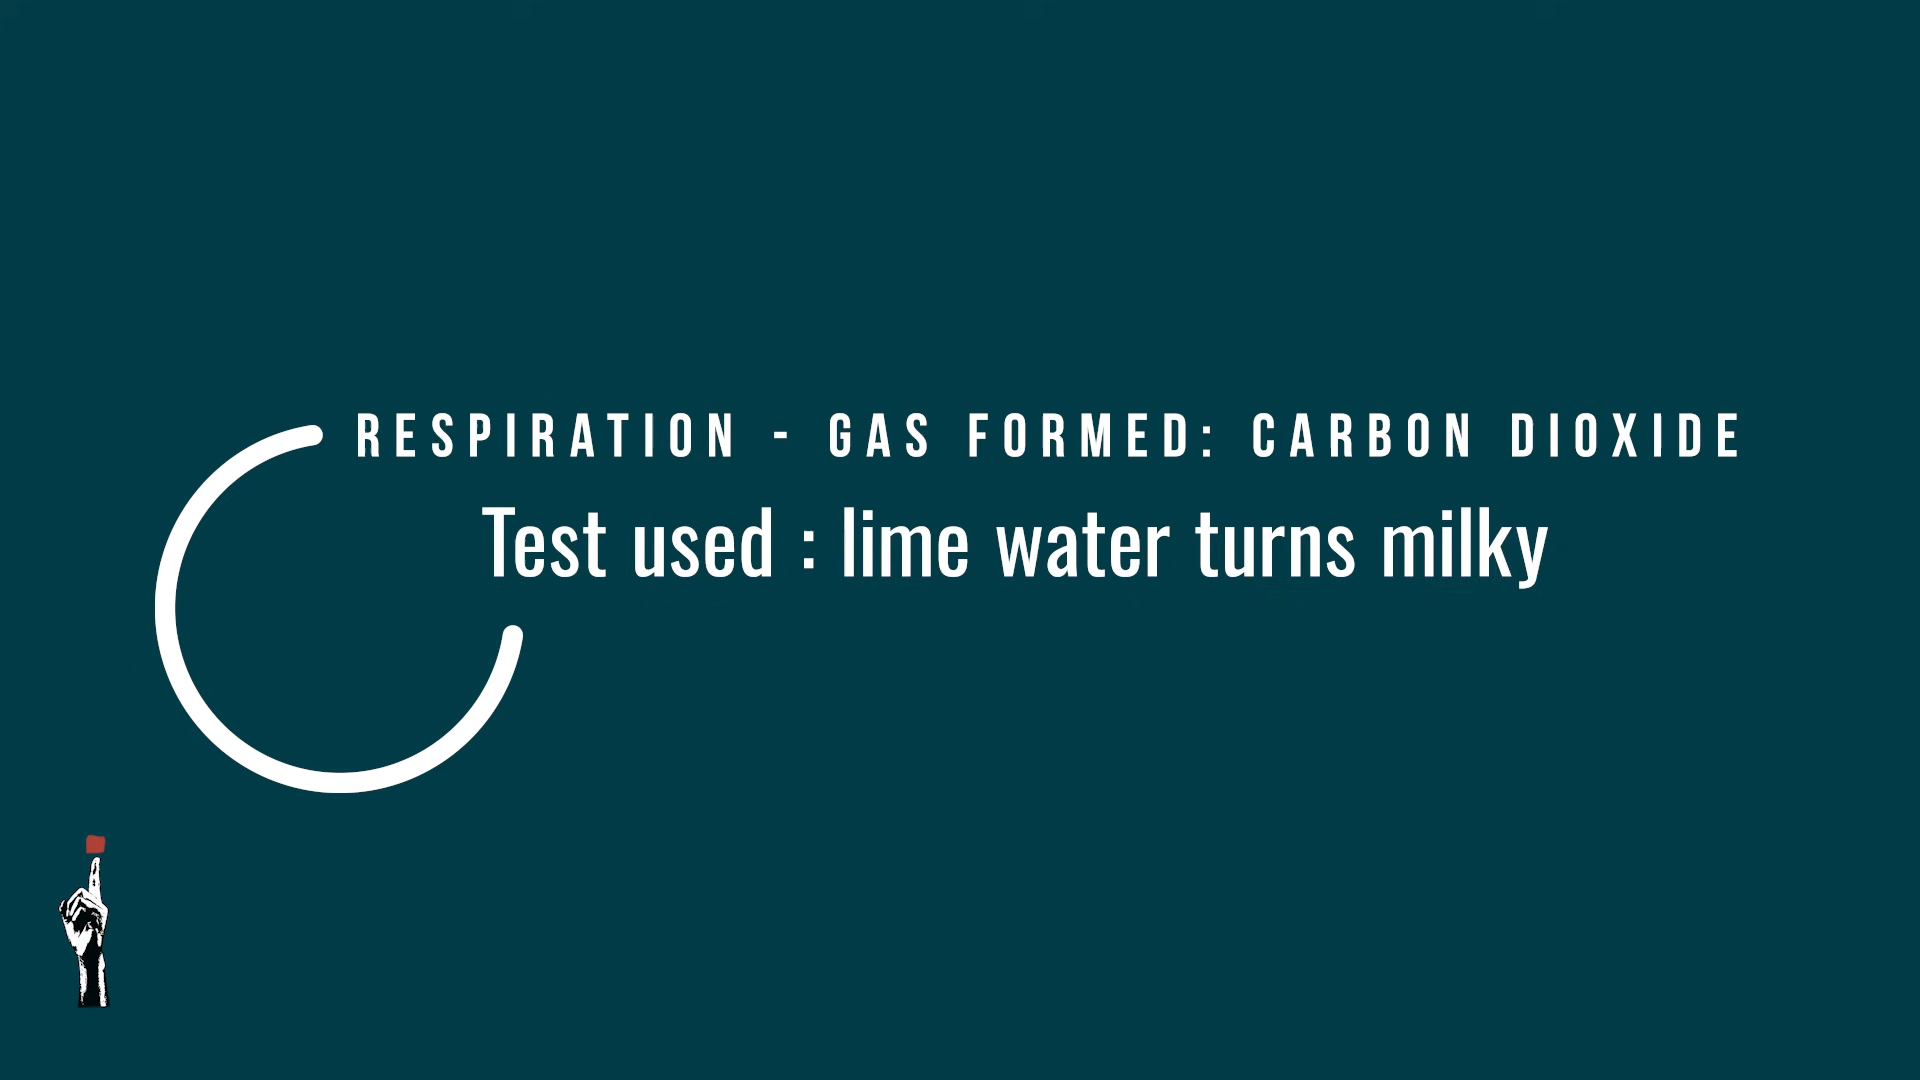 RESPIRATION - GAS FORMED: CARBON DIOXIDE
Test used : lime water turns milky